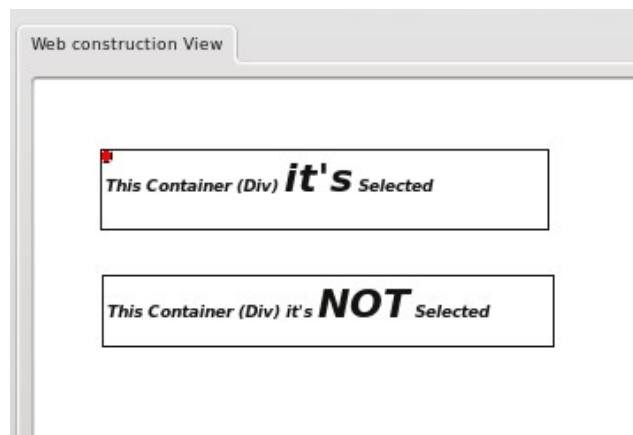 Web construction View
This Container (Div) it's Selected
This Container (Div) it's NOT Selected